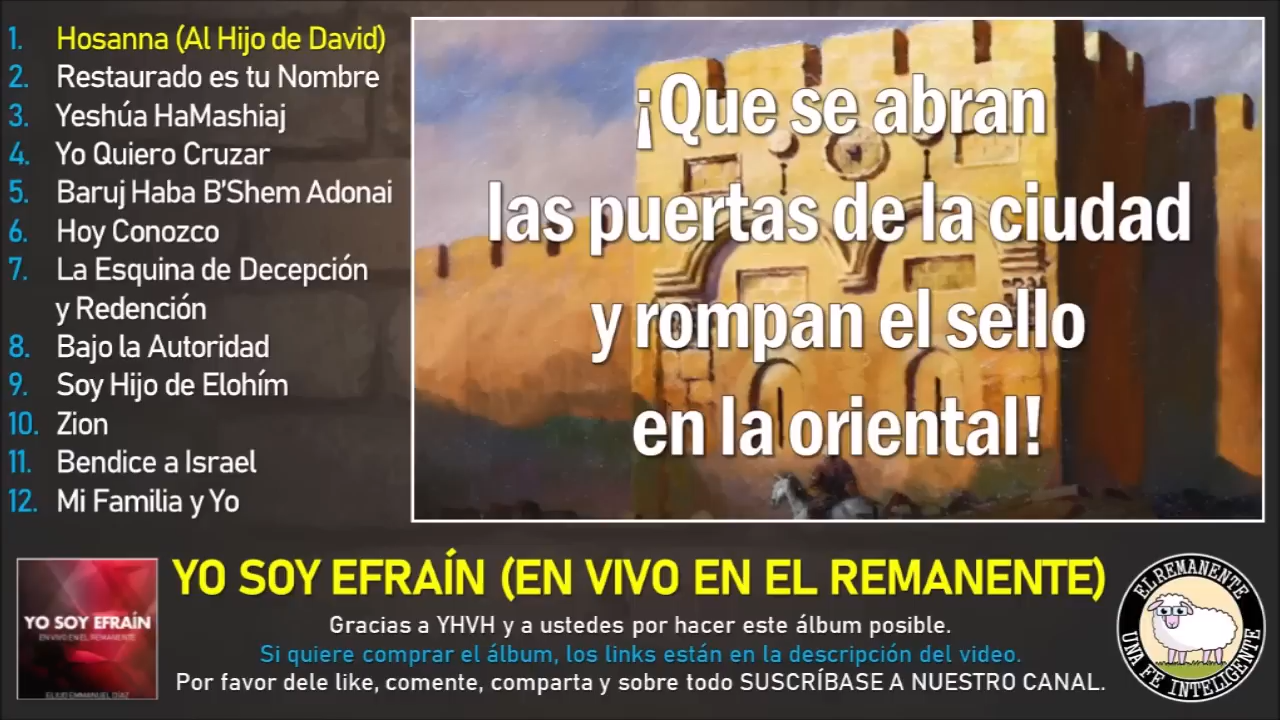 1. Hosanna (Al Hijo de David)
2. Restaurado es tu Nombre
3. Yeshúa HaMashiaj
4. Yo Quiero Cruzar
5. Baruj Haba B'Shem Adonai
6. Hoy Conozco
7. La Esquina de Decepción
y Redención
8. Bajo la Autoridad
9. Soy Hijo de Elohím
10. Zion
11. Bendice a Israel
12. Mi Familia y Yo
¡Que se abran
las puertas de la ciudad
y rompan el sello
en la oriental!
YO SOY EFRAÍN
EN VIVO EN EL REMANENTE
YO SOY EFRAÍN (EN VIVO EN EL REMANENTE)
Gracias a YHVH y a ustedes por hacer este álbum posible.
Si quiere comprar el álbum, los links están en la descripción del video.
Por favor dele like, comente, comparta y sobre todo SUSCRÍBASE A NUESTRO CANAL.
EL REMANENTE
UNA FE INTELIGENTE